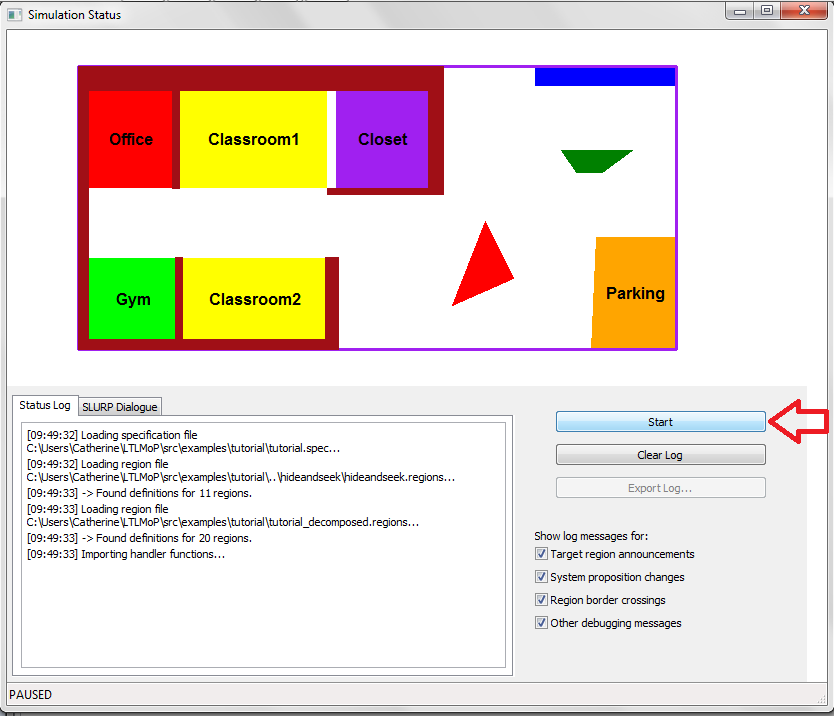 Simulation Status
Office
Classroom1
Closet
Gym
Classroom2
Parking
Status Log
SLURP Dialogue
[09:49:32] Loading specification file
C:\Users\Catherine\LTLMoP\src\examples\tutorial\tutorial.spec...
[09:49:32] Loading region file
C:\Users\Catherine\LTLMoP\src\examples\tutorial\..\hideandseek\hideandseek.regions...
[09:49:33] -> Found definitions for 11 regions.
[09:49:33] Loading region file
C:\Users\Catherine\LTLMoP\src\examples\tutorial\tutorial_decomposed.regions...
[09:49:33] -> Found definitions for 20 regions.
[09:49:33] Importing handler functions...
Start
Clear Log
Export Log...
Show log messages for:
Target region announcements
System proposition changes
Region border crossings
Other debugging messages
PAUSED